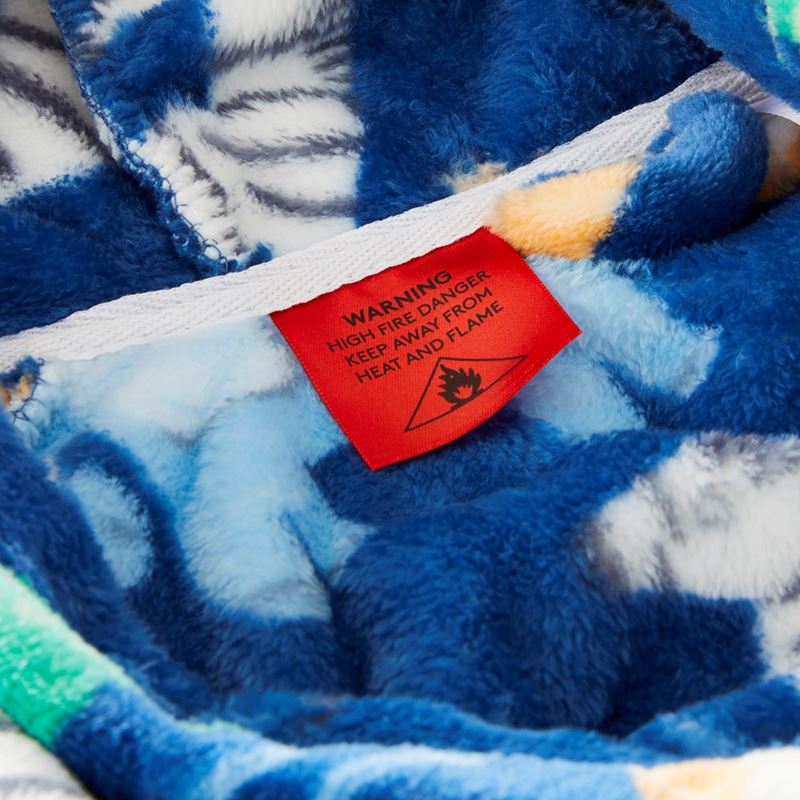 WARNING
HIGH FIRE DANGER
KEEP AWAY FROM
HEAT AND FLAME